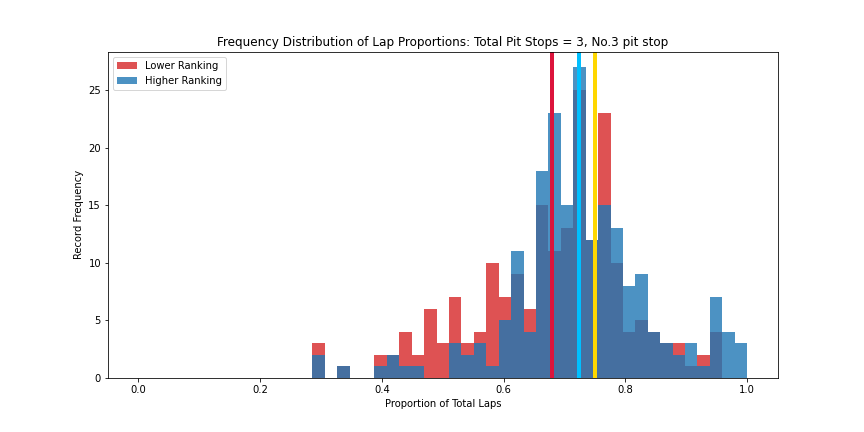 Frequency Distribution of Lap Proportions: Total Pit Stops = 3, No.3 pit stop
Lower Ranking
Higher Ranking
Record Frequency
25
20
15
10
5
0
0.0 0.2 0.4 0.6 0.8 1.0
Proportion of Total Laps